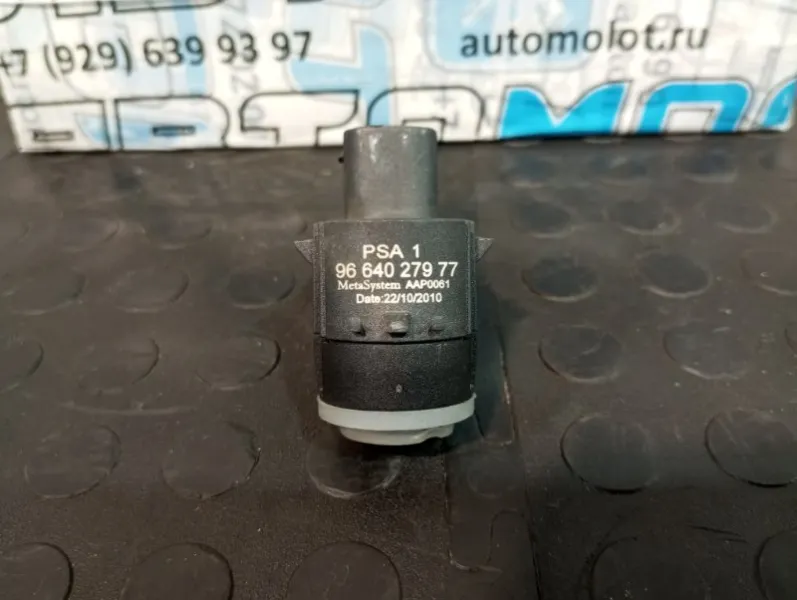 +7 (929) 639 93 97
automolot.ru
PSA 1
96 640 279 77
MetaSystem AAP0061
Date:22/10/2010